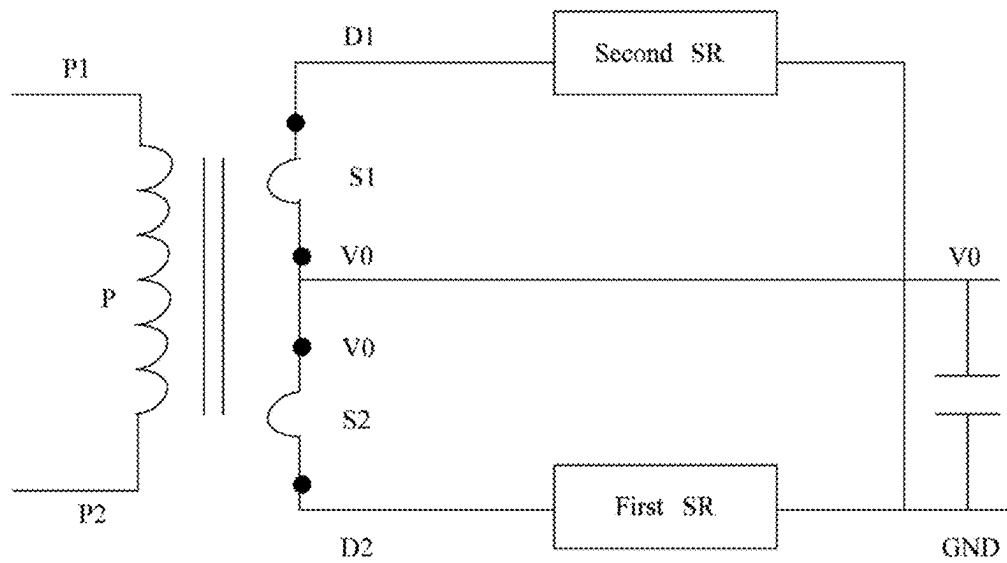 D1
Second SR
P1
S1
V0
V0
P
V0
S2
First SR
P2
D2
GND